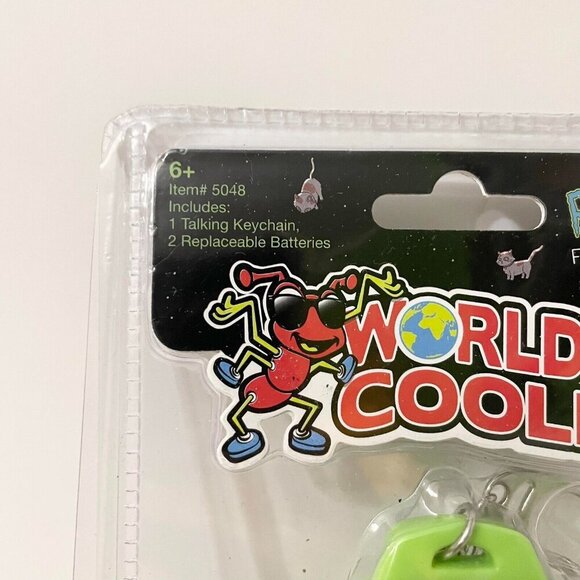 6+
Item# 5048
Includes:
1 Talking Keychain,
2 Replaceable Batteries
WORLD
COOL